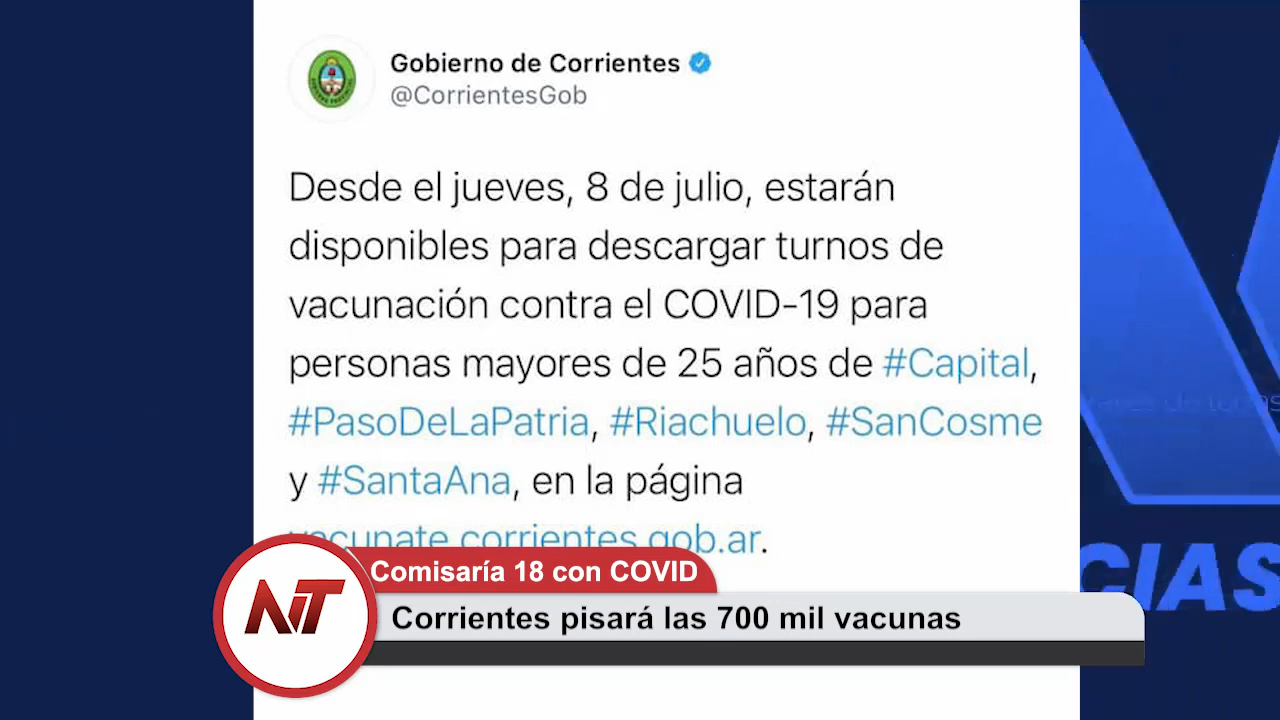 Gobierno de Corrientes
@CorrientesGob
Desde el jueves, 8 de julio, estarán
disponibles para descargar turnos de
vacunación contra el COVID-19 para
personas mayores de 25 años de #Capital,
#PasoDeLaPatria, #Riachuelo, #SanCosme
y #SantaAna, en la página
vacunate.corrientes.gob.ar.
Comisaría 18 con COVID
NT
Corrientes pisará las 700 mil vacunas
CIAS